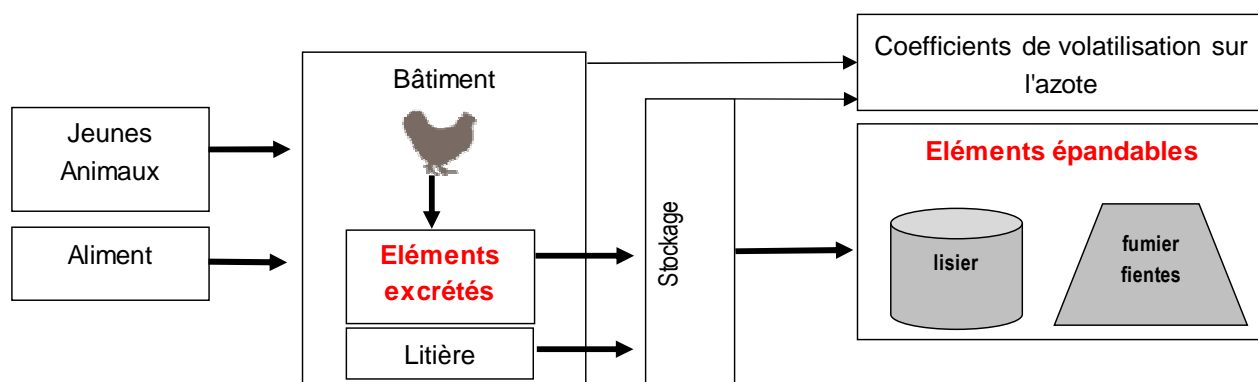 Jeunes
Animaux
Aliment
Bâtiment
Eléments
excrétés
Litière
Stockage
Coefficients de volatilisation sur
l'azote
Eléments épandables
lisier
fumier
fientes